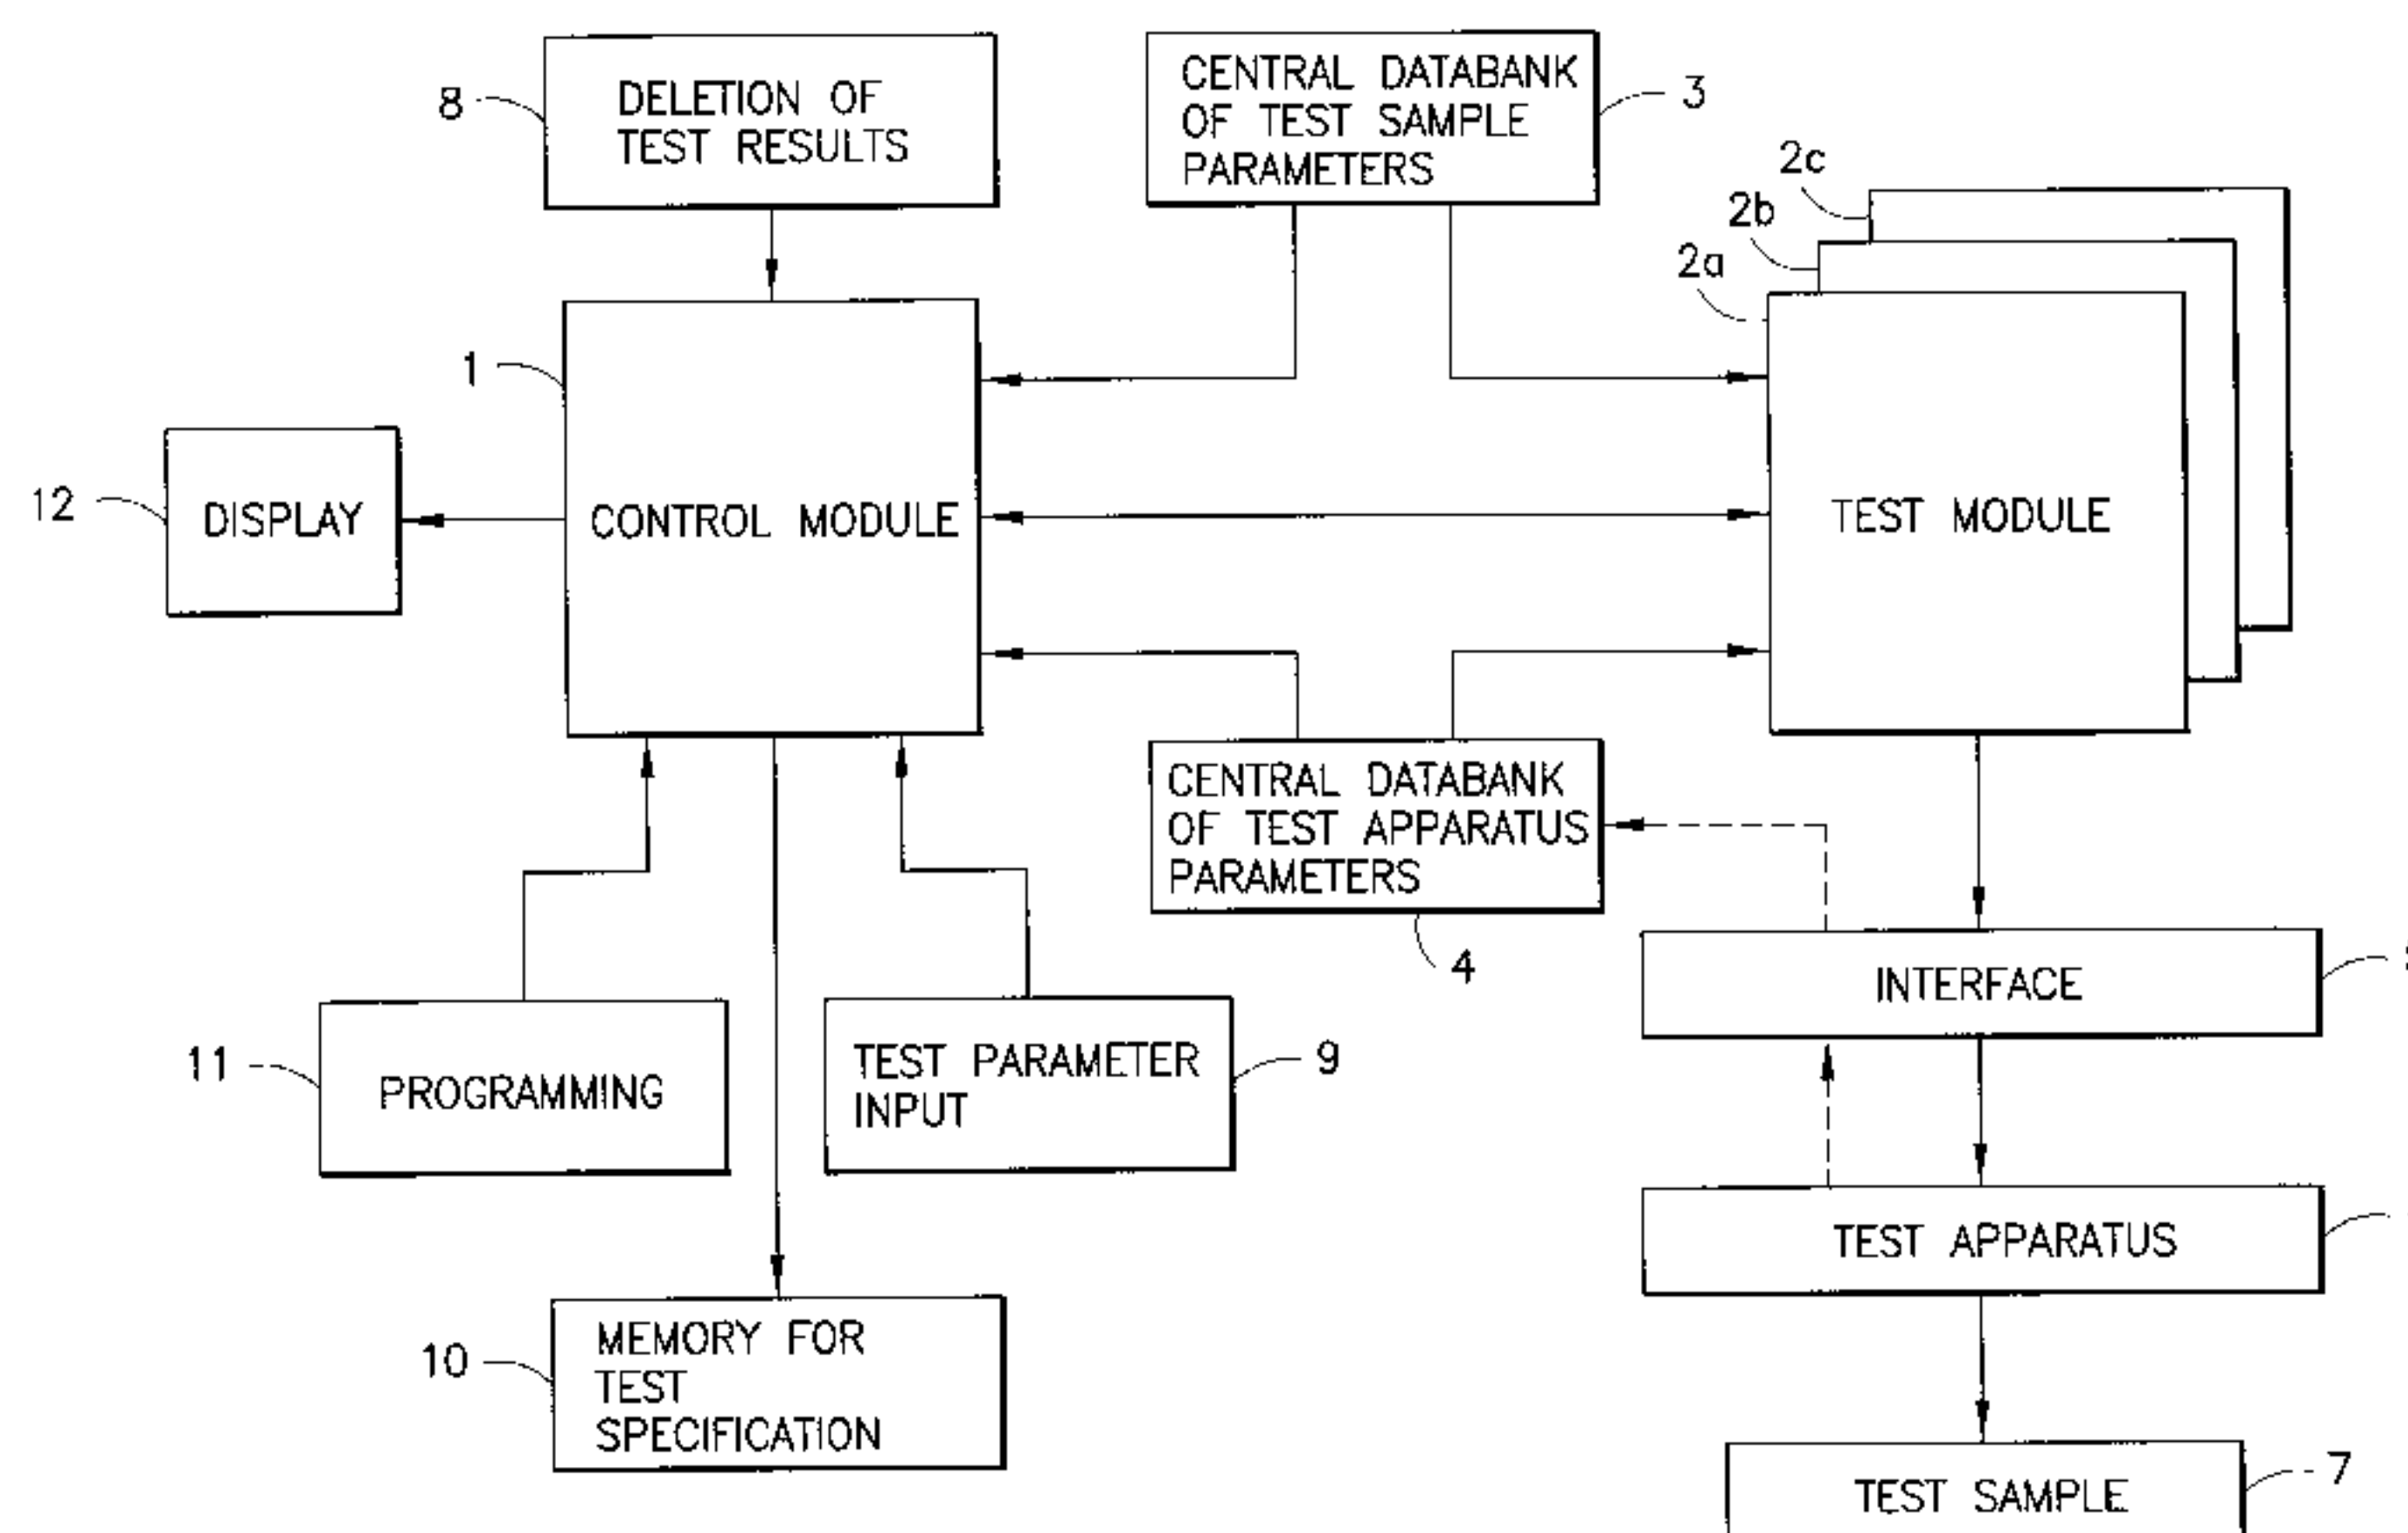 8
DELETION OF
TEST RESULTS
CENTRAL DATABANK
OF TEST SAMPLE
PARAMETERS
3
2c
2b
2a
1
12
DISPLAY
CONTROL MODULE
TEST MODULE
CENTRAL DATABANK
OF TEST APPARATUS
PARAMETERS
4
INTERFACE
11
PROGRAMMING
TEST PARAMETER
INPUT
9
TEST APPARATUS
10
MEMORY FOR
TEST
SPECIFICATION
TEST SAMPLE
7